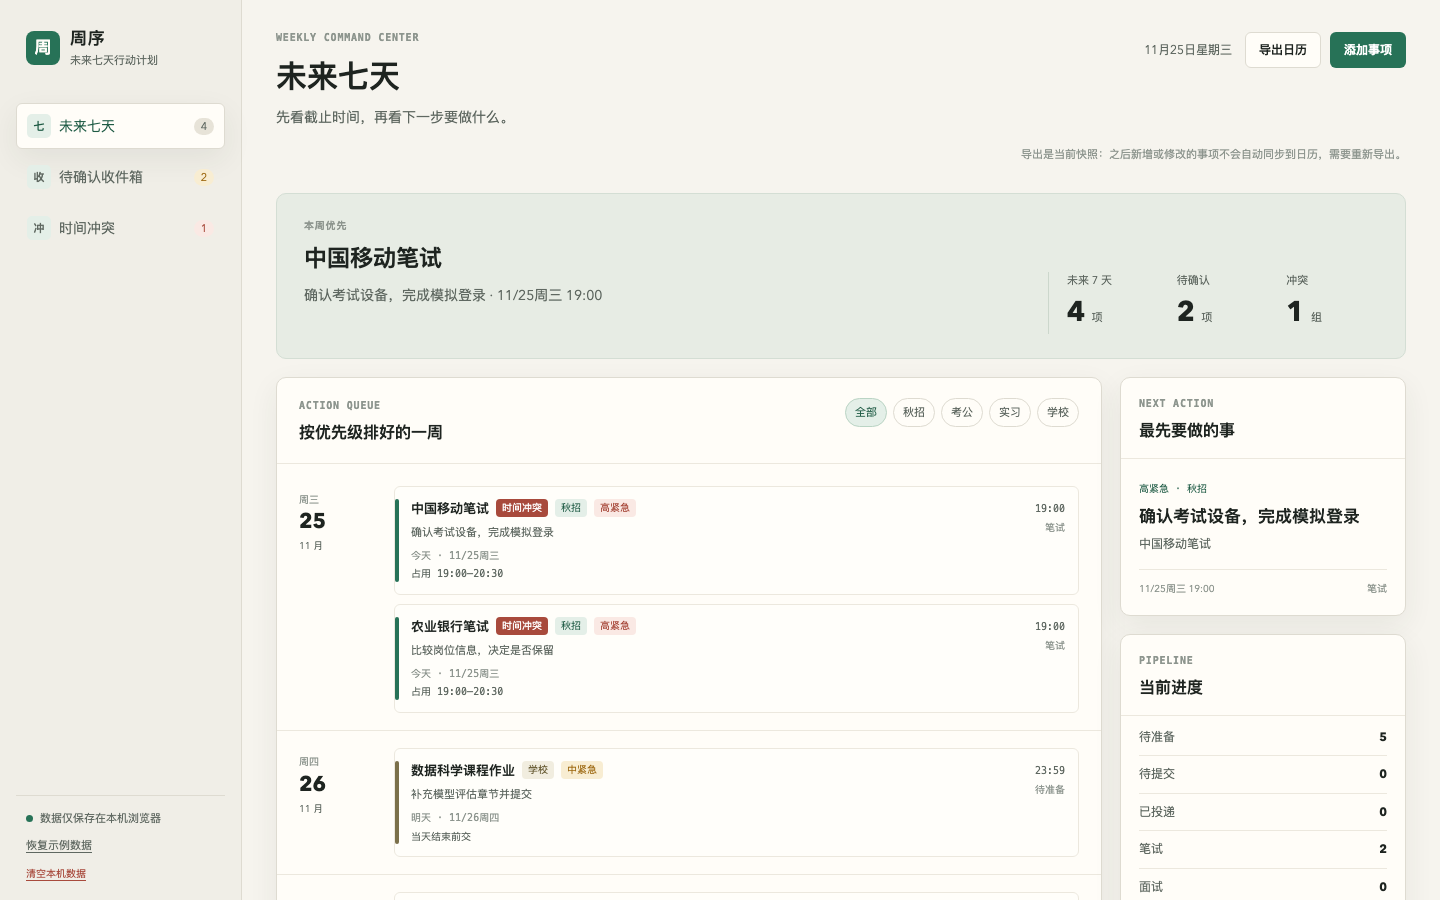 周
周序
未来七天行动计划
七 未来七天 4
收 待确认收件箱 2
冲 时间冲突 1
数据仅保存在本机浏览器
恢复示例数据
清空本机数据
WEEKLY COMMAND CENTER
未来七天
先看截止时间，再看下一步要做什么。
11月25日星期三 导出日历 添加事项
导出是当前快照：之后新增或修改的事项不会自动同步到日历，需要重新导出。
本周优先
中国移动笔试
确认考试设备，完成模拟登录 · 11/25周三 19:00
未来 7 天
4 项
待确认
2 项
冲突
1 组
ACTION QUEUE
按优先级排好的一周
全部 秋招 考公 实习 学校
周三
25
11 月
中国移动笔试 时间冲突 秋招 高紧急
确认考试设备，完成模拟登录
今天 · 11/25周三
占用 19:00–20:30
19:00
笔试
农业银行笔试 时间冲突 秋招 高紧急
比较岗位信息，决定是否保留
今天 · 11/25周三
占用 19:00–20:30
19:00
笔试
周四
26
11 月
数据科学课程作业 学校 中紧急
补充模型评估章节并提交
明天 · 11/26周四
当天结束前交
23:59
待准备
NEXT ACTION
最先要做的事
高紧急 · 秋招
确认考试设备，完成模拟登录
中国移动笔试
11/25周三 19:00 笔试
PIPELINE
当前进度
待准备 5
待提交 0
已投递 0
笔试 2
面试 0